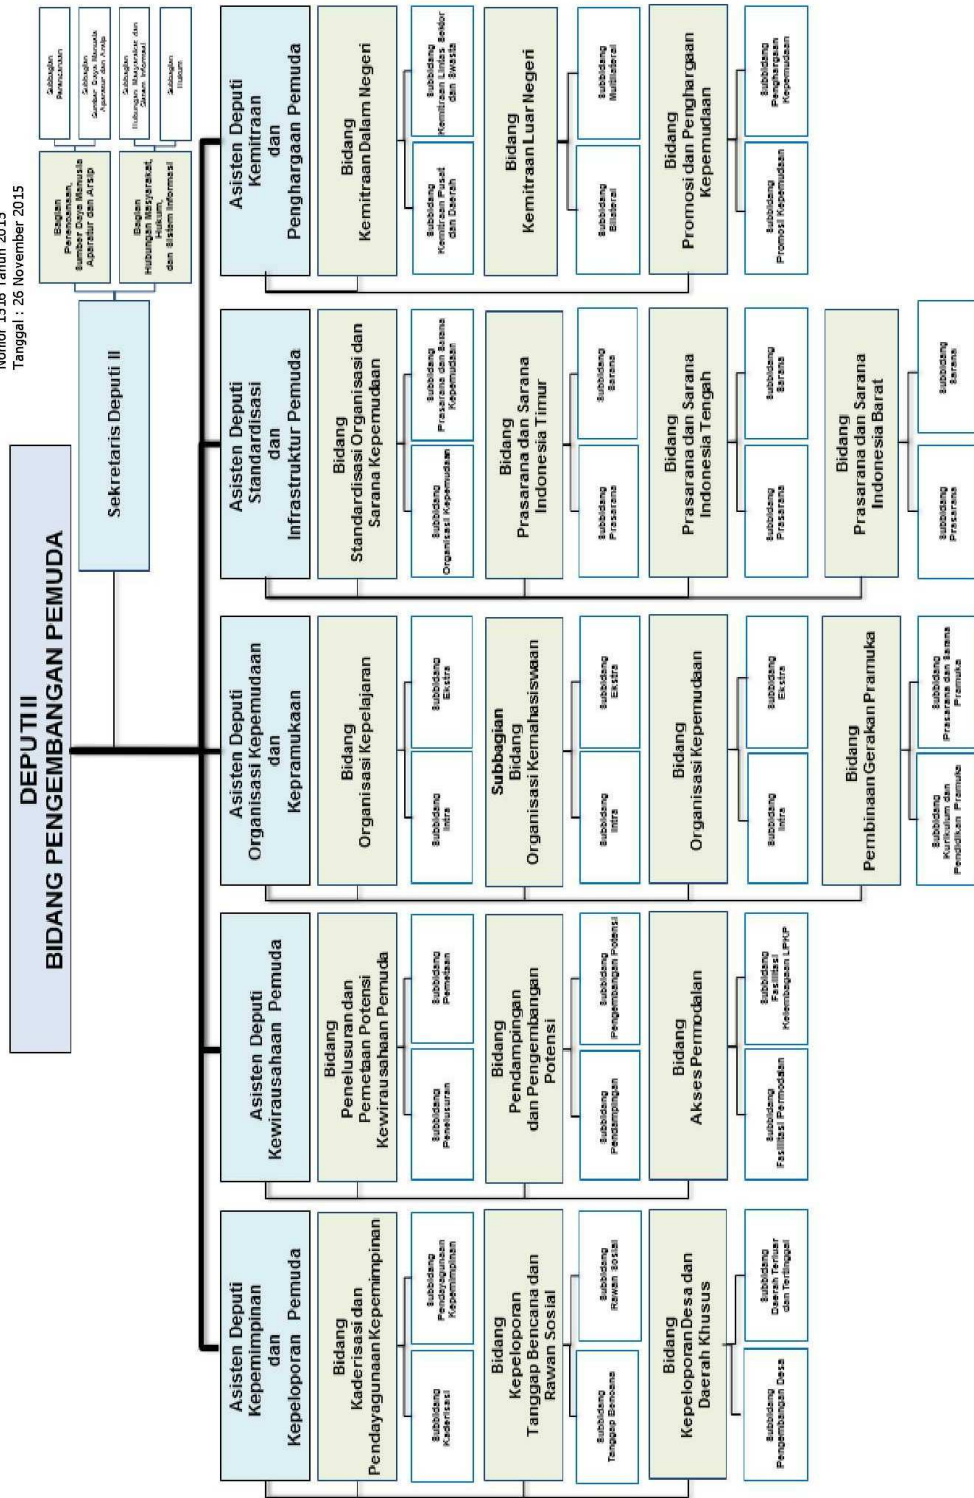 Nomor 1516 Tahun 2015
Tanggal : 26 November 2015
DEPUTI II
BIDANG PENGEMBANGAN PEMUDA
Sekretaris Deputi II
Bagian
Perencanaan,
Sumber Daya Manusia
Aparatur dan Arsip
Bagian
Hubungan Masyarakat,
Hukum,
dan Sistem Informasi
Subbagian
Perencanaan
Subbagian
Sumber Daya Manusia
Aparatur dan Arsip
Subbagian
Hubungan Masyarakat dan
Sistem Informasi
Subbagian
Hukum
Asisten Deputi
Kepemimpinan
dan
Kepeloporan Pemuda
Bidang
Kaderisasi dan
Pendayagunaan Kepemimpinan
Subbidang
Kaderisasi
Subbidang
Pendayagunaan
Kepemimpinan
Bidang
Kepeloporan
Tanggap Bencana dan
Rawan Sosial
Subbidang
Tanggap Bencana
Subbidang
Rawan Sosial
Bidang
Kepeloporan Desa dan
Daerah Khusus
Subbidang
Pengembangan Desa
Subbidang
Daerah Terluar
dan Tertinggal
Asisten Deputi
Kewirausahaan Pemuda
Bidang
Penelusuran dan
Pemetaan Potensi
Kewirausahaan Pemuda
Subbidang
Penelusuran
Subbidang
Pemetaan
Bidang
Pendampingan
dan Pengembangan
Potensi
Subbidang
Pendampingan
Subbidang
Pengembangan Potensi
Bidang
Akses Permodalan
Subbidang
Fasilitasi Permodalan
Subbidang
Fasilitasi
Kelembagaan LPKP
Asisten Deputi
Organisasi Kepemudaan
dan
Kepramukaan
Bidang
Organisasi Kepelajaran
Subbidang
Intra
Subbidang
Ekstra
Subbagian
Bidang
Organisasi Kemahasiswaan
Subbidang
Intra
Subbidang
Ekstra
Bidang
Organisasi Kepemudaan
Subbidang
Intra
Subbidang
Ekstra
Bidang
Pembinaan Gerakan Pramuka
Subbidang
Kurikulum dan
Pendidikan Pramuka
Subbidang
Prasarana dan Sarana
Pramuka
Asisten Deputi
Standardisasi
dan
Infrastruktur Pemuda
Bidang
Standardisasi Organisasi dan
Sarana Kepemudaan
Subbidang
Organisasi Kepemudaan
Subbidang
Prasarana dan Sarana
Kepemudaan
Bidang
Prasarana dan Sarana
Indonesia Timur
Subbidang
Prasarana
Subbidang
Sarana
Bidang
Prasarana dan Sarana
Indonesia Tengah
Subbidang
Prasarana
Subbidang
Sarana
Bidang
Prasarana dan Sarana
Indonesia Barat
Subbidang
Prasarana
Subbidang
Sarana
Asisten Deputi
Kemitraan
dan
Penghargaan Pemuda
Bidang
Kemitraan Dalam Negeri
Subbidang
Kemitraan Pusat
dan Daerah
Subbidang
Kemitraan Lintas Sektor
dan Swasta
Bidang
Kemitran Luar Negeri
Subbidang
Bilateral
Subbidang
Multilateral
Bidang
Promosi dan Penghargaan
Kepemudaan
Subbidang
Promosi Kepemudaan
Subbidang
Penghargaan
Kepemudaan